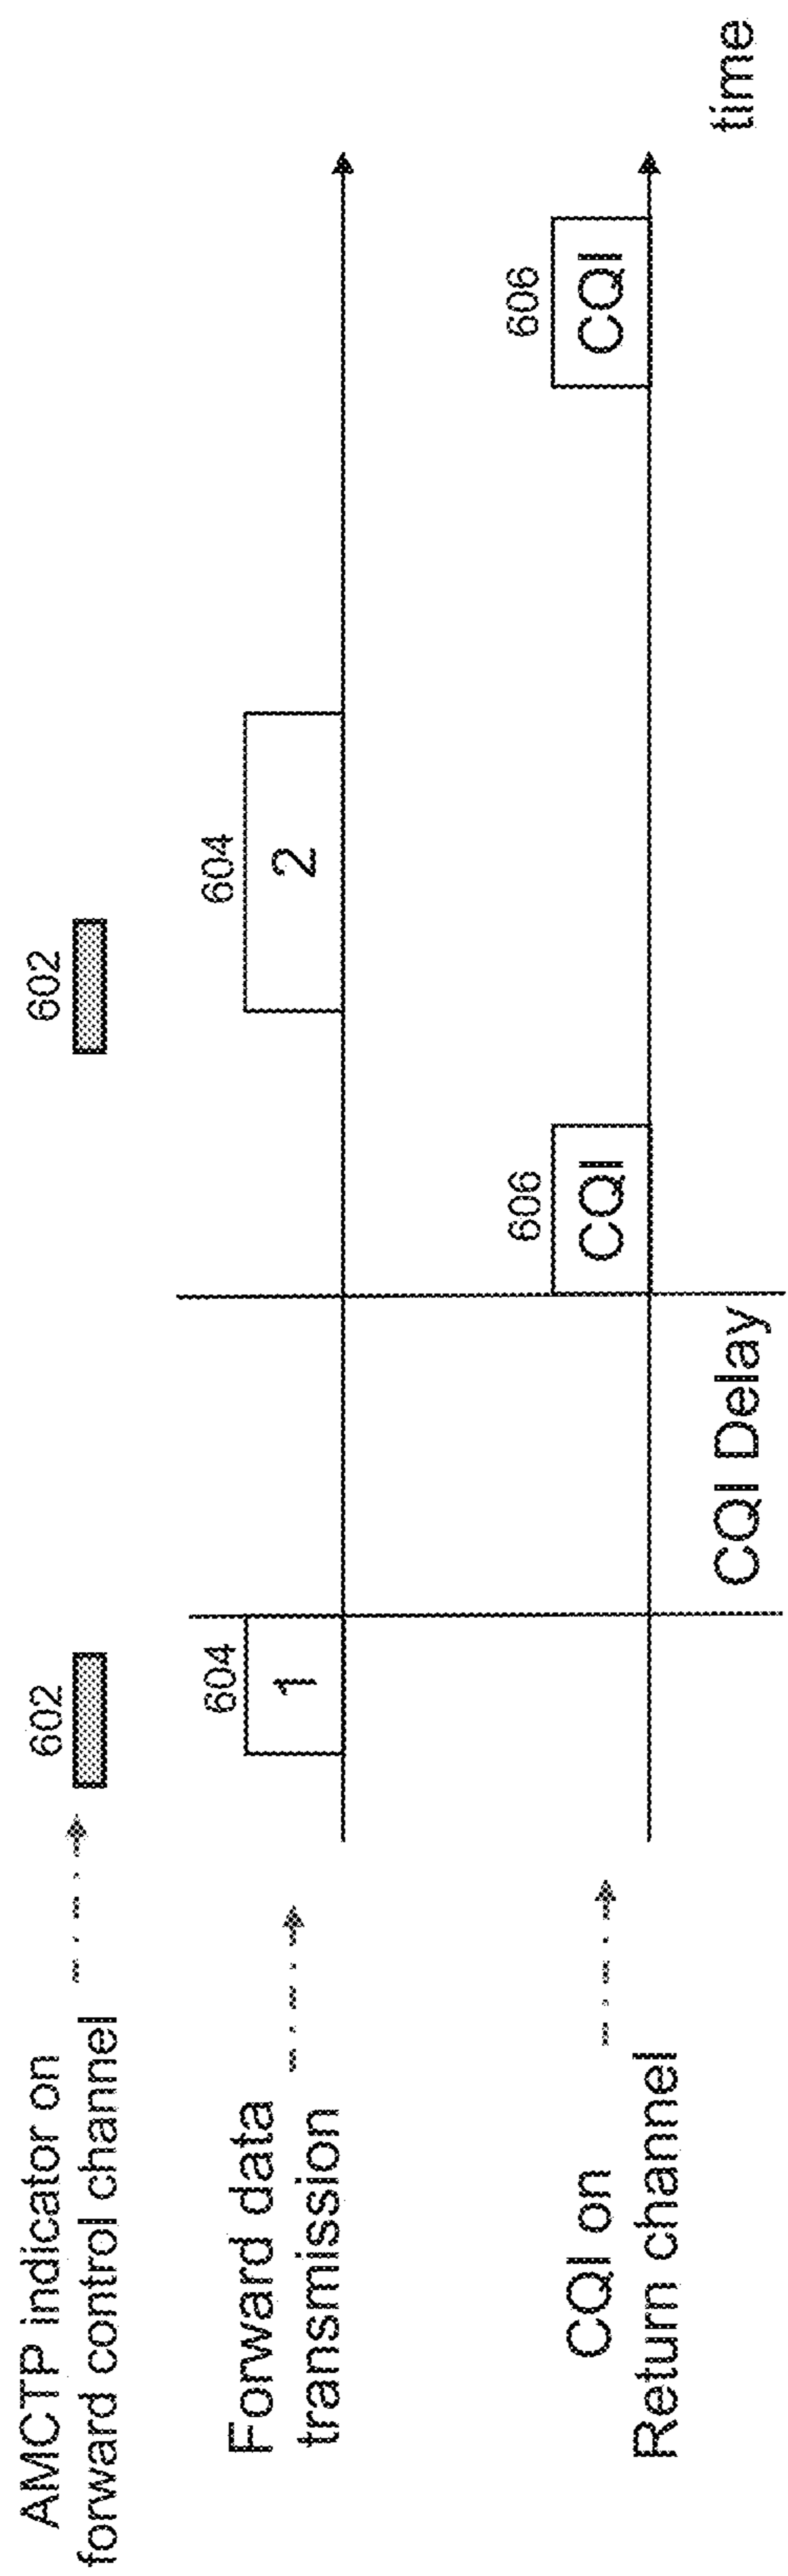 AMCTP indicator on
forward control channel
602
602
Forward data
transmission
604
1
604
2
CQI on
Return channel
606
CQI
606
CQI
CQI Delay
time